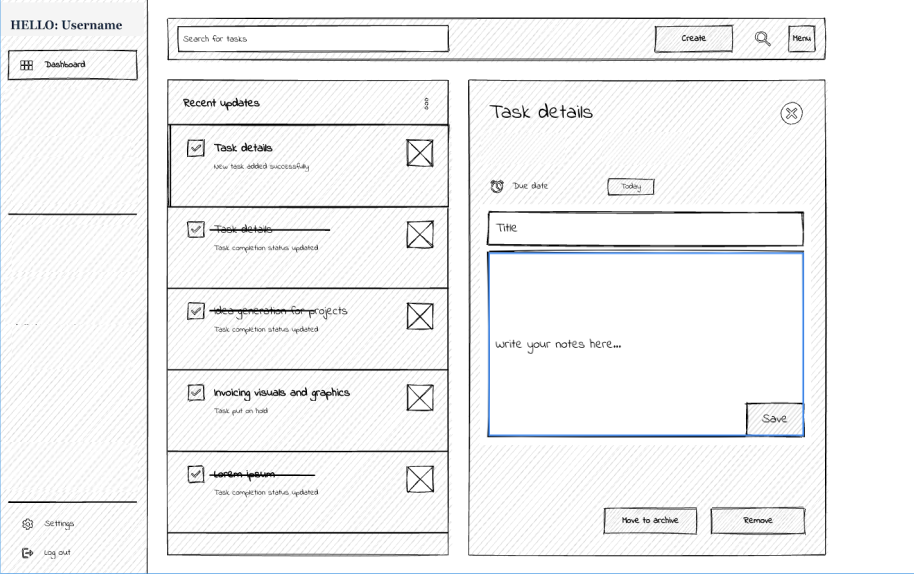 HELLO: Username
Dashboard
Settings
Log out
Search for tasks
Create
Menu
Recent updates
Task details
New task added successfully
Task details
Task completion status updated
Idea generation for projects
Task completion status updated
Invoicing visuals and graphics
Task put on hold
Lorem ipsum
Task completion status updated
Task details
Due date
Today
Title
write your notes here...
Save
Move to archive
Remove